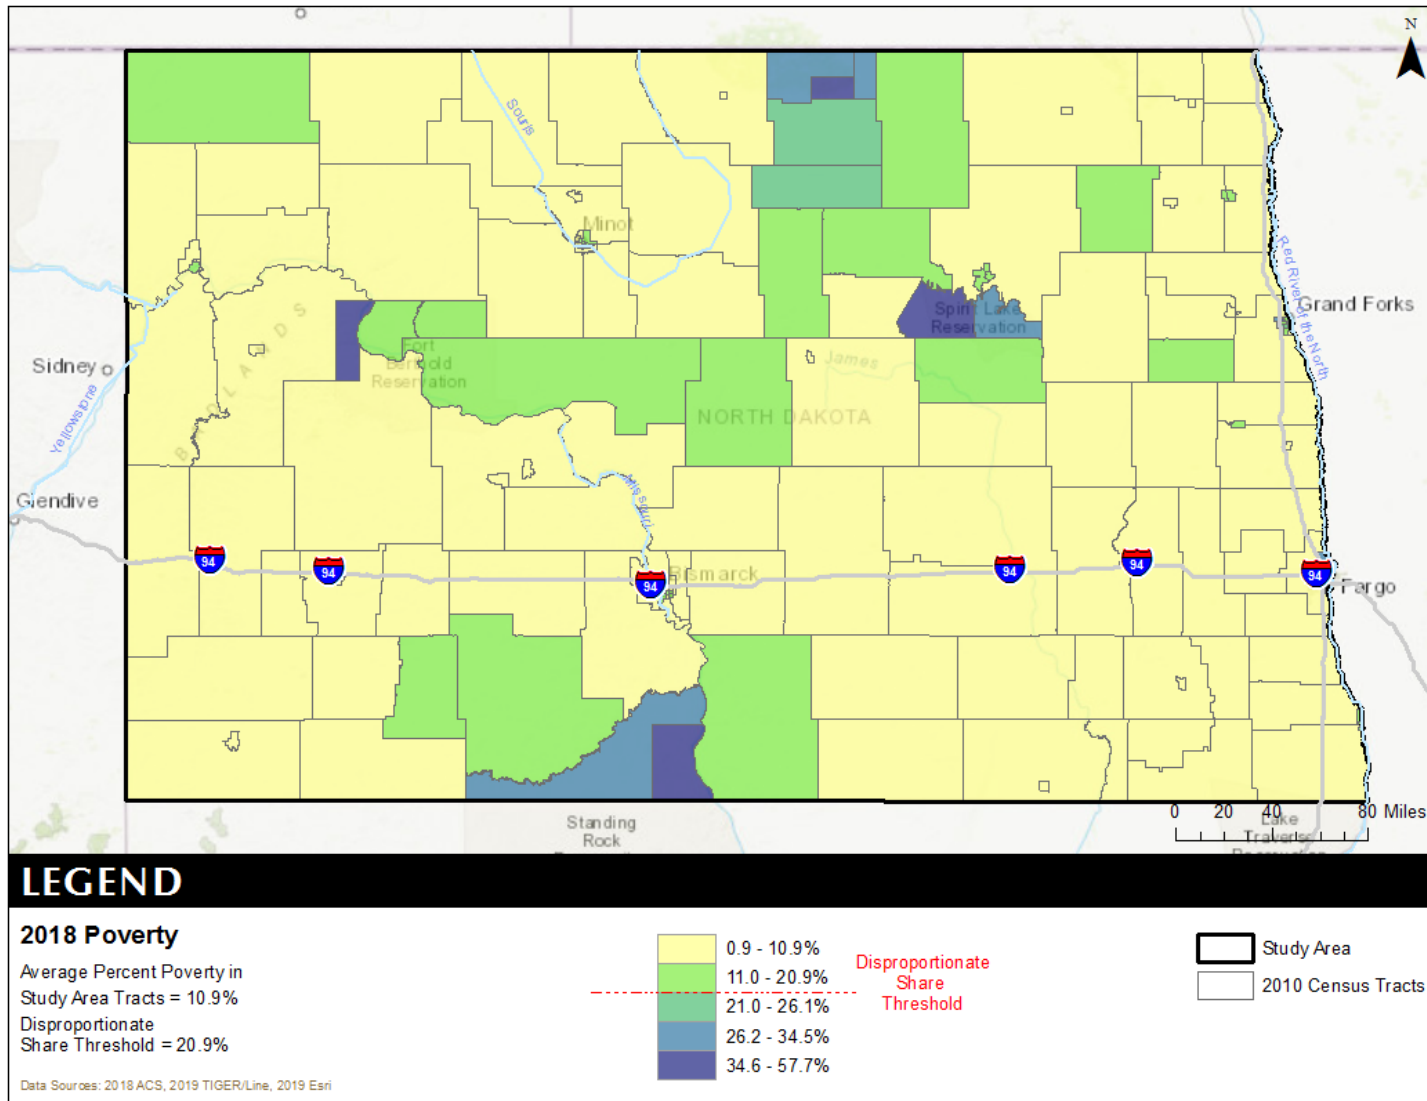 N
Souris
Minot
Red River of the North
Grand Forks
Spirit Lake
Reservation
BADLANDS
Fort
Berthold
Reservation
Sidney
Yellowstone
James
NORTH DAKOTA
Glendive
Missouri
94
94
94
94
94
94
Bismarck
Fargo
0 20 40 80 Miles
Lake
Traverse
Standing
Rock
LEGEND
2018 Poverty
Average Percent Poverty in
Study Area Tracts = 10.9%
Disproportionate
Share Threshold = 20.9%
Data Sources: 2018 ACS, 2019 TIGER/Line, 2019 Esri
0.9 - 10.9%
11.0 - 20.9%
21.0 - 26.1%
26.2 - 34.5%
34.6 - 57.7%
Disproportionate
Share
Threshold
Study Area
2010 Census Tracts